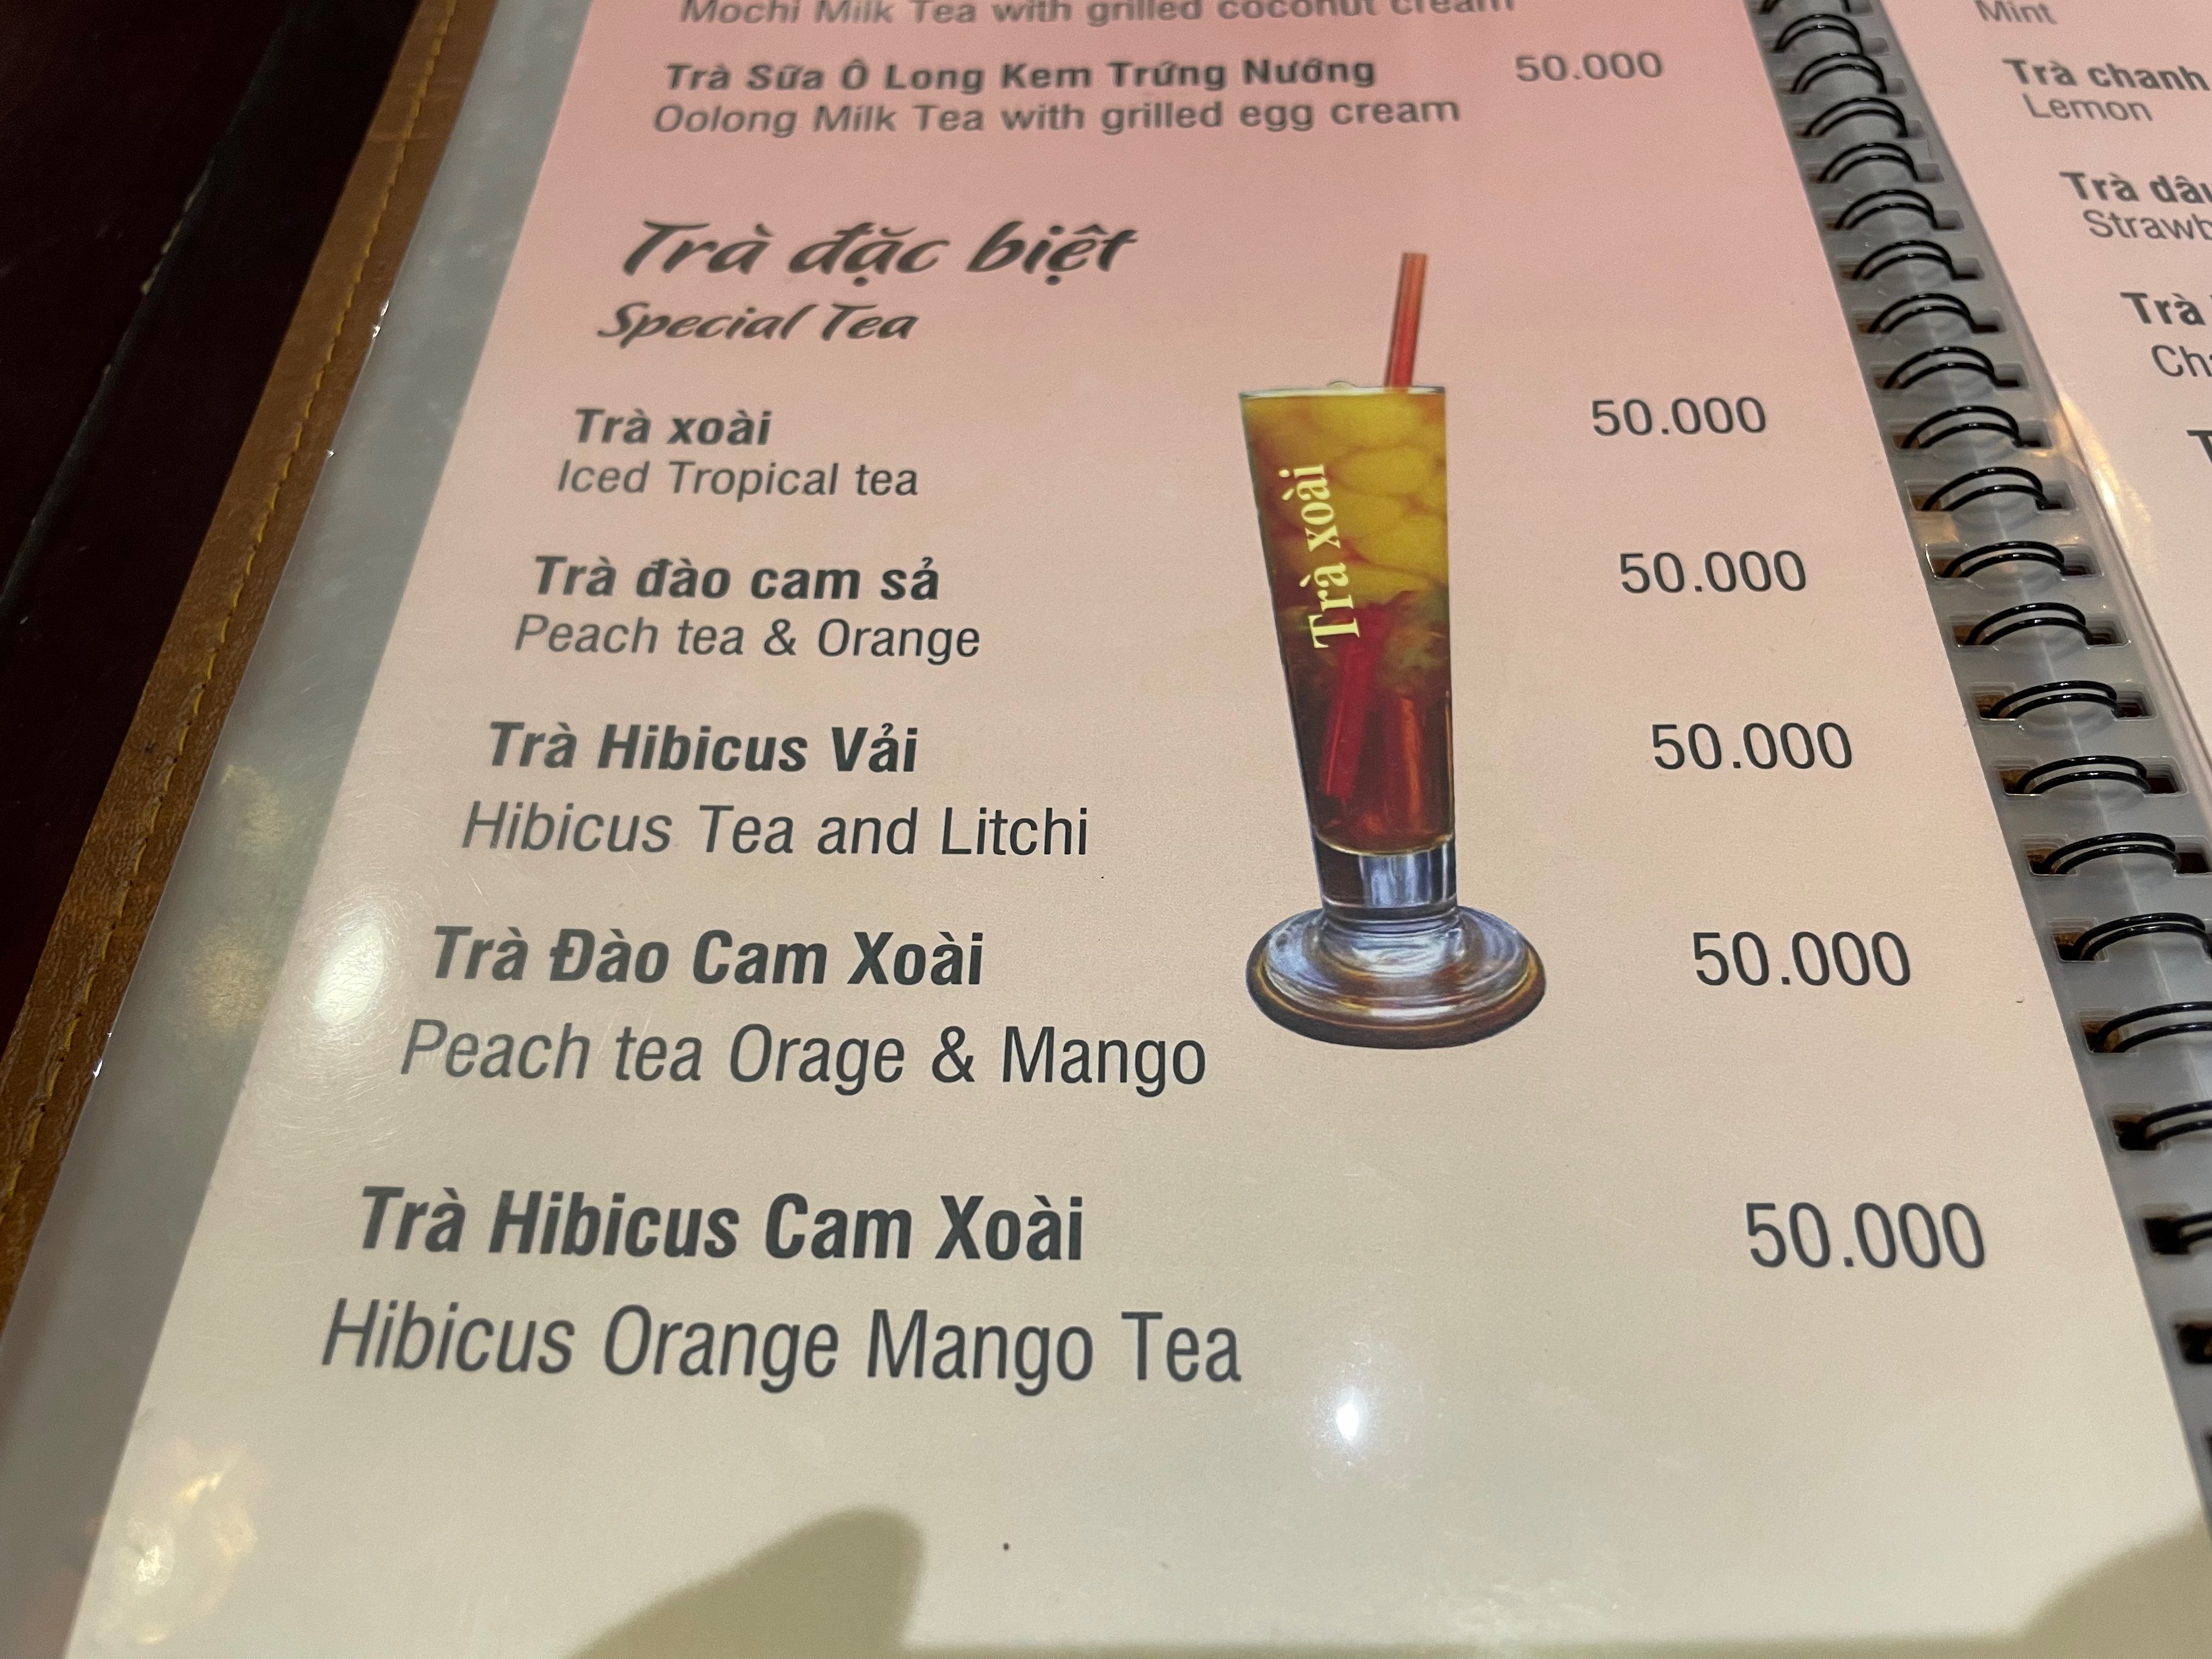 Mochi Milk Tea with grilled coconut cream
Trà Sữa Ô Long Kem Trứng Nướng 50.000
Oolong Milk Tea with grilled egg cream
Trà đặc biệt
Special Tea
Trà xoài 50.000
Iced Tropical tea
Trà đào cam sả 50.000
Peach tea & Orange
Trà Hibicus Vải 50.000
Hibicus Tea and Litchi
Trà Đào Cam Xoài 50.000
Peach tea Orage & Mango
Trà Hibicus Cam Xoài 50.000
Hibicus Orange Mango Tea
Trà xoài
Mint
Trà chanh
Lemon
Trà
Trà